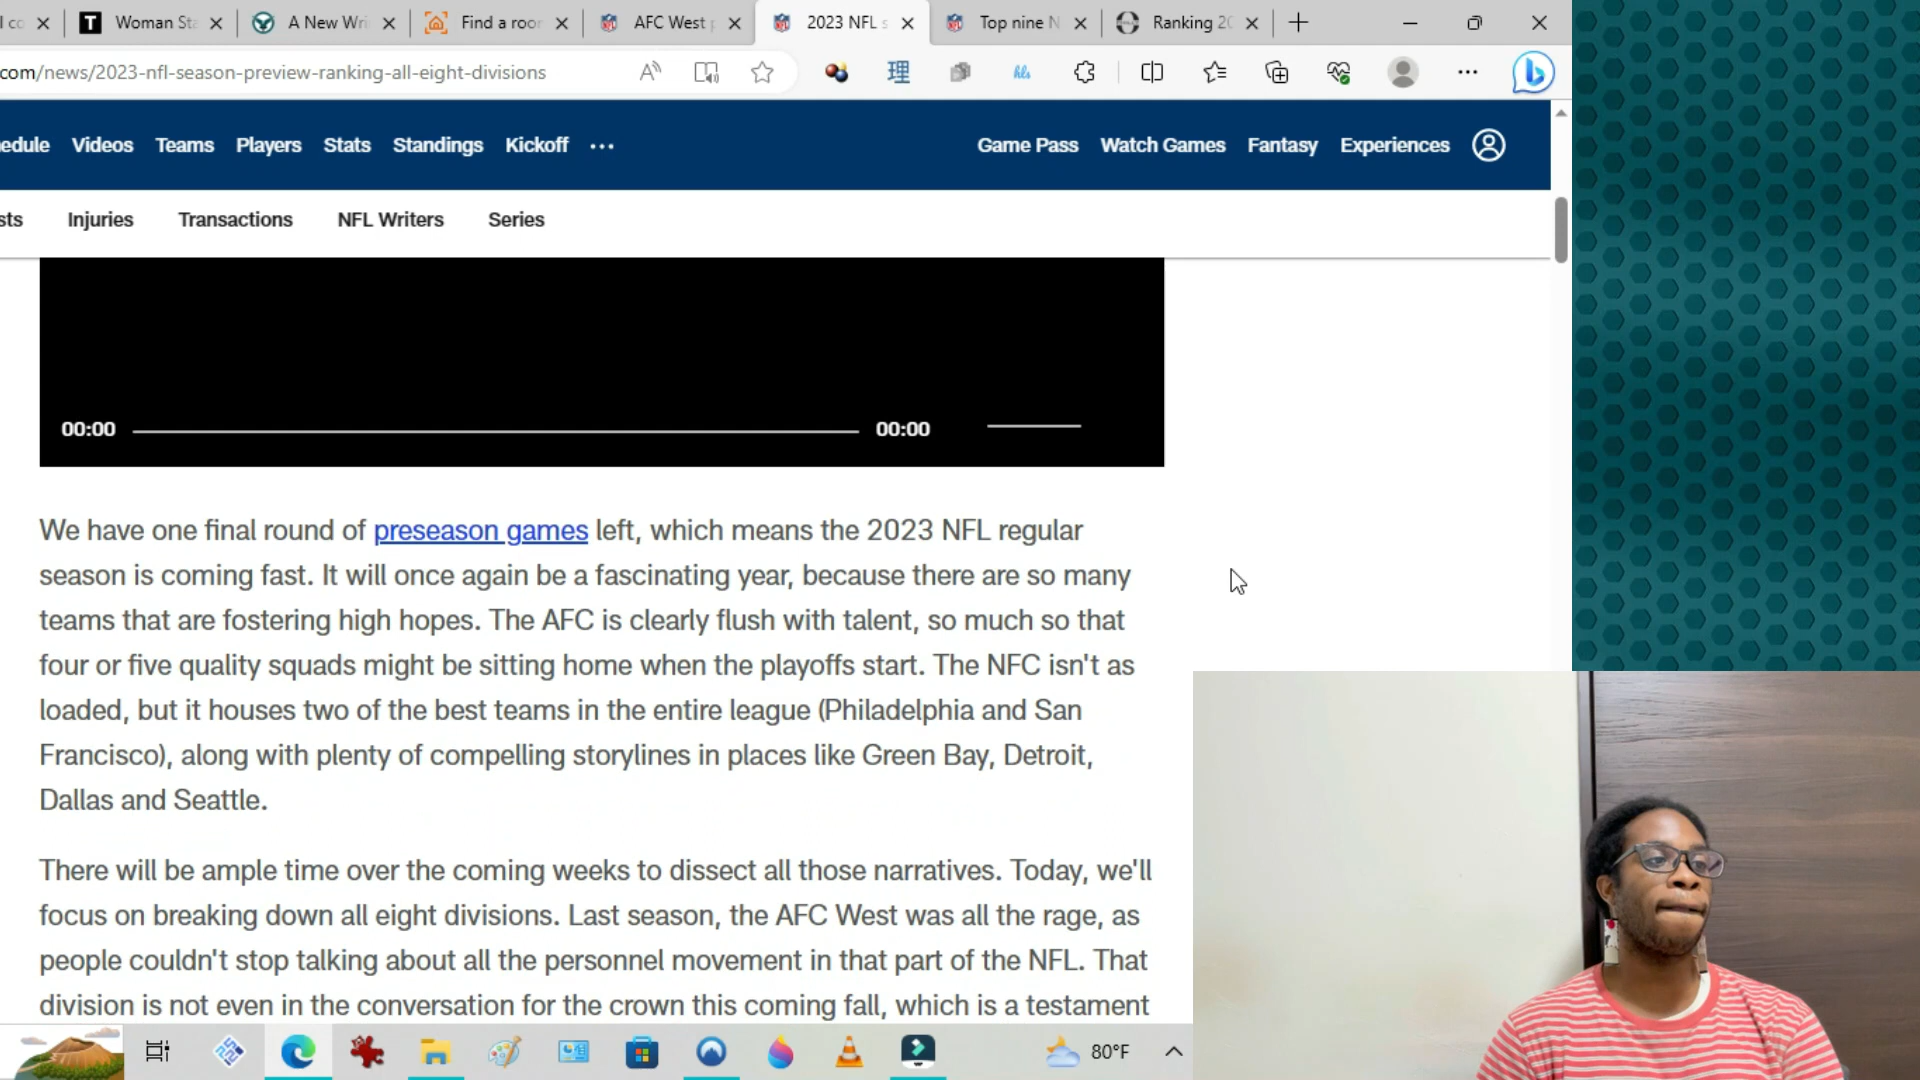 l co
Woman Sta
A New Wri
Find a roor
AFC West p
2023 NFL s
Top nine N
Ranking 20
com/news/2023-nfl-season-preview-ranking-all-eight-divisions
edule Videos Teams Players Stats Standings Kickoff ...
Game Pass Watch Games Fantasy Experiences
sts Injuries Transactions NFL Writers Series
00:00 00:00
We have one final round of preseason games left, which means the 2023 NFL regular
season is coming fast. It will once again be a fascinating year, because there are so many
teams that are fostering high hopes. The AFC is clearly flush with talent, so much so that
four or five quality squads might be sitting home when the playoffs start. The NFC isn't as
loaded, but it houses two of the best teams in the entire league (Philadelphia and San
Francisco), along with plenty of compelling storylines in places like Green Bay, Detroit,
Dallas and Seattle.
There will be ample time over the coming weeks to dissect all those narratives. Today, we'll
focus on breaking down all eight divisions. Last season, the AFC West was all the rage, as
people couldn't stop talking about all the personnel movement in that part of the NFL. That
division is not even in the conversation for the crown this coming fall, which is a testament
80°F